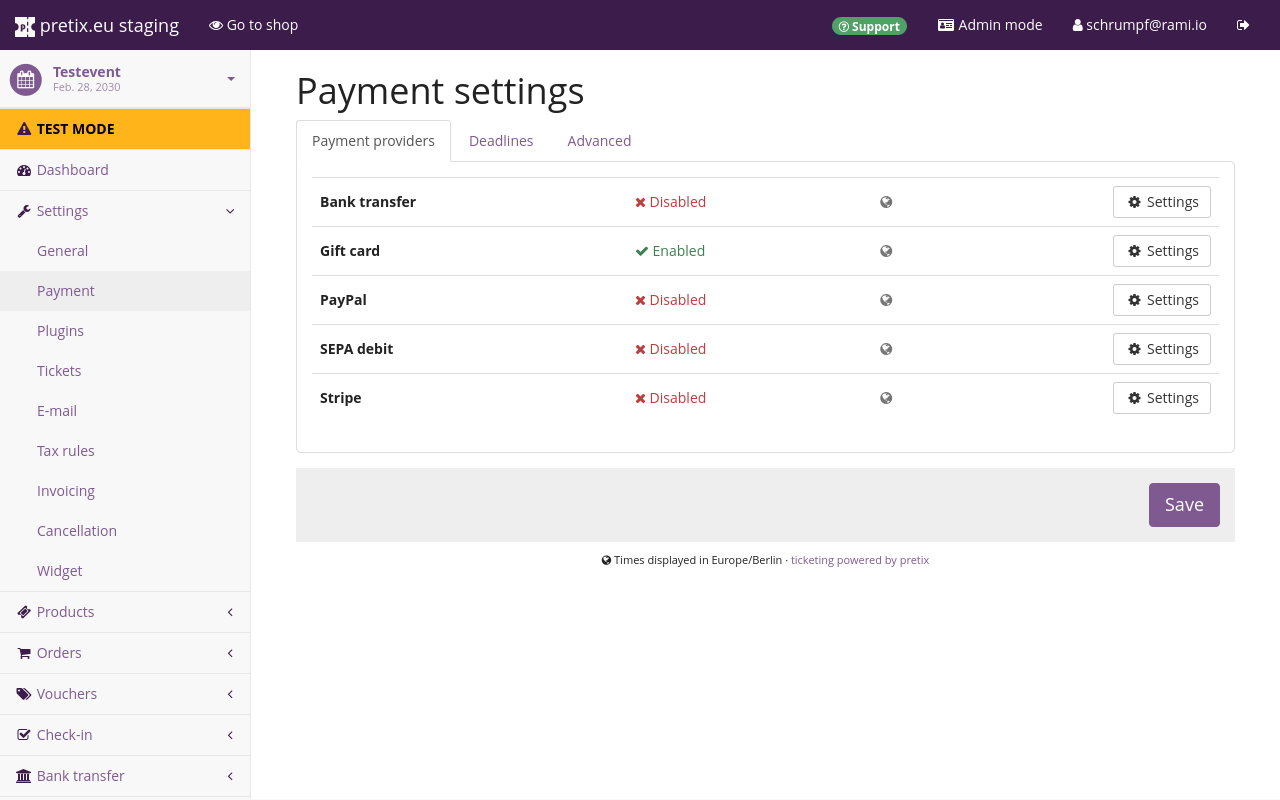 pretix.eu staging
Go to shop
Support
Admin mode
schrumpf@rami.io
Testevent
Feb. 28, 2030
TEST MODE
Dashboard
Settings
General
Payment
Plugins
Tickets
E-mail
Tax rules
Invoicing
Cancellation
Widget
Products
Orders
Vouchers
Check-in
Bank transfer
Payment settings
Payment providers Deadlines Advanced
Bank transfer Disabled Settings
Gift card Enabled Settings
PayPal Disabled Settings
SEPA debit Disabled Settings
Stripe Disabled Settings
Save
Times displayed in Europe/Berlin · ticketing powered by pretix